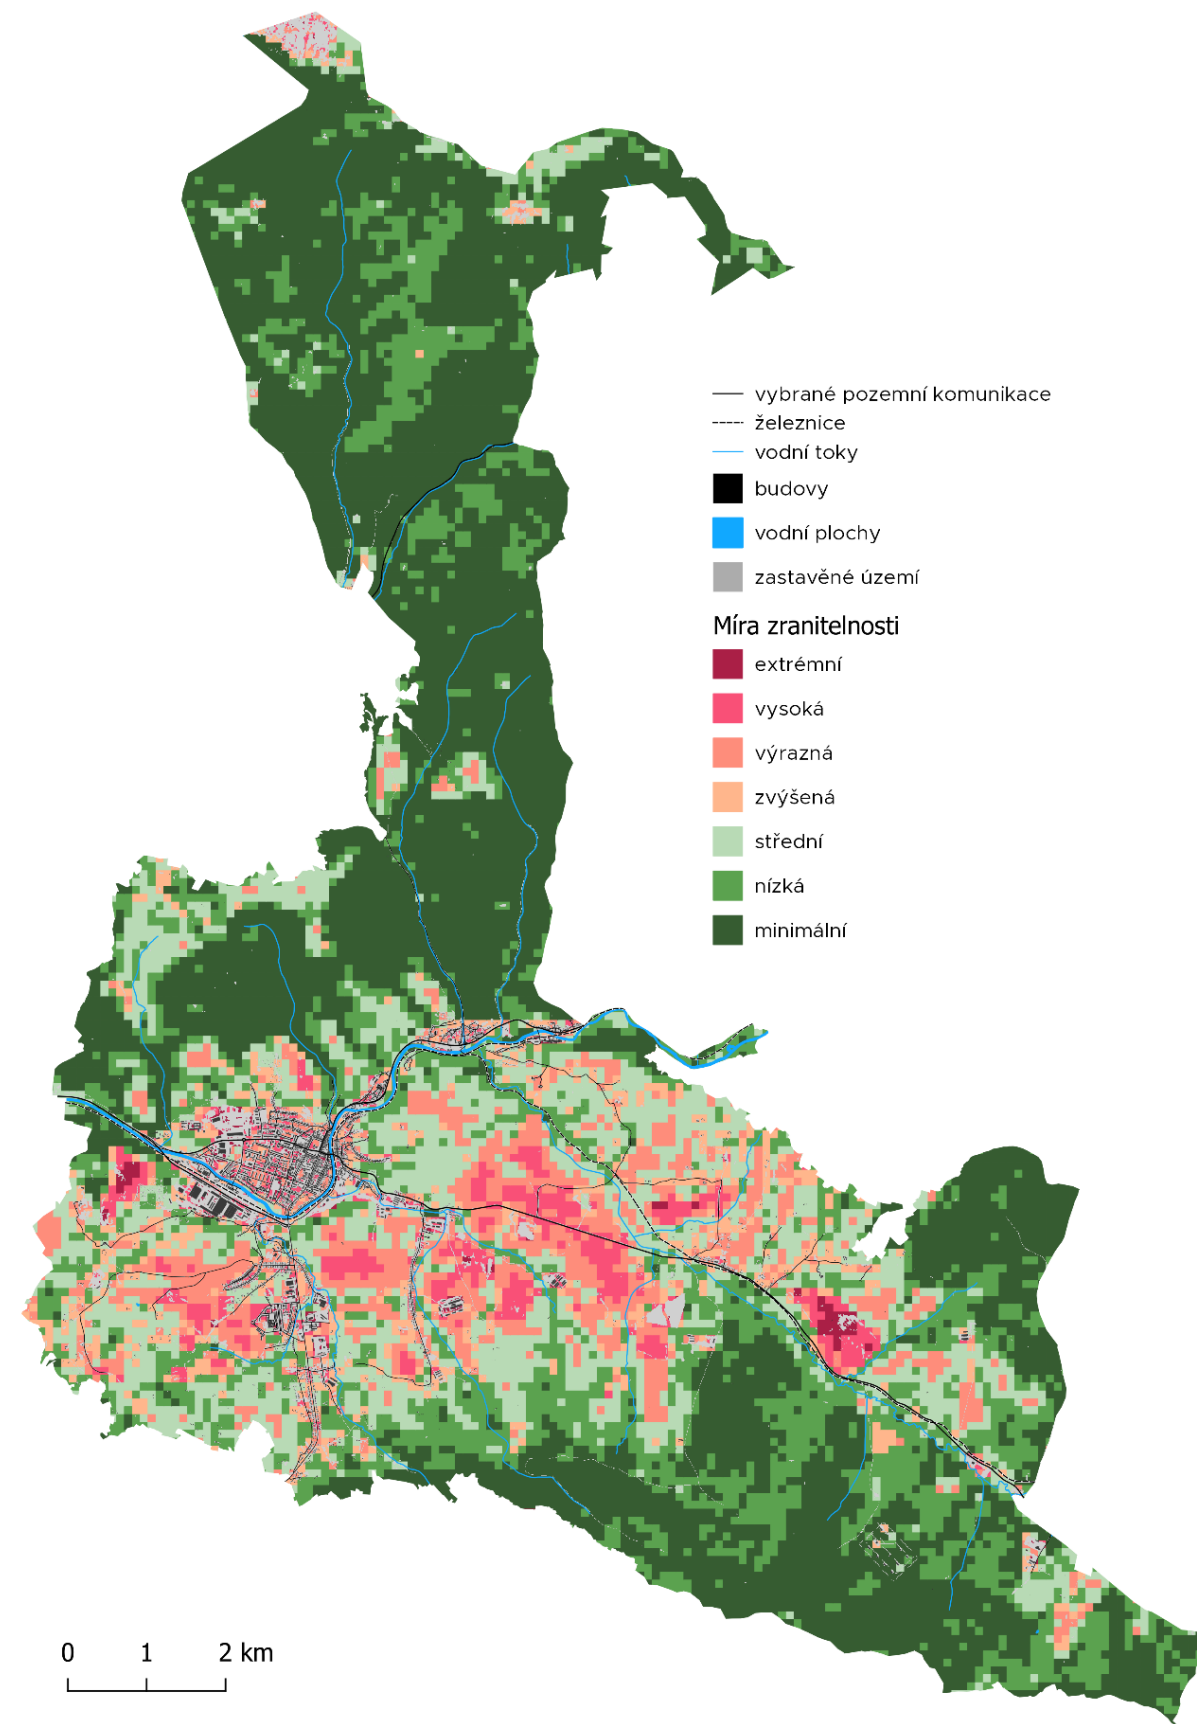 vybrané pozemní komunikace
železnice
vodní toky
budovy
vodní plochy
zastavěné území
Míra zranitelnosti
extrémní
vysoká
výrazná
zvýšená
střední
nízká
minimální
0 1 2 km